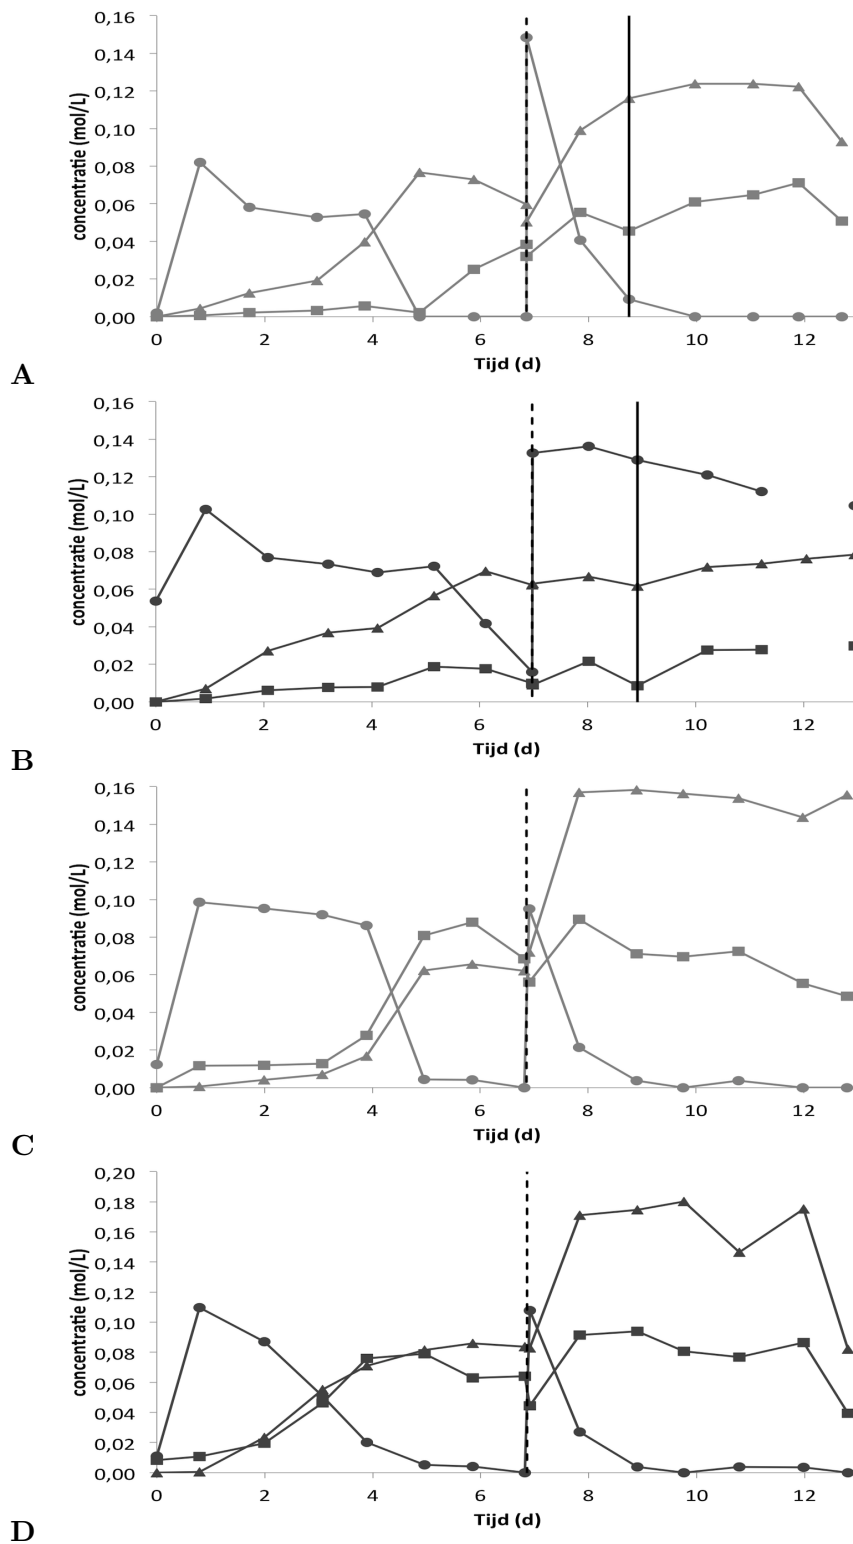 0,16
0,14
0,12
0,10
0,08
0,06
0,04
0,02
0,00
concentratie (mol/L)
0 2 4 6 8 10 12
Tijd (d)
A
0,16
0,14
0,12
0,10
0,08
0,06
0,04
0,02
0,00
concentratie (mol/L)
0 2 4 6 8 10 12
Tijd (d)
B
0,16
0,14
0,12
0,10
0,08
0,06
0,04
0,02
0,00
concentratie (mol/L)
0 2 4 6 8 10 12
Tijd (d)
C
0,20
0,18
0,16
0,14
0,12
0,10
0,08
0,06
0,04
0,02
0,00
concentratie (mol/L)
0 2 4 6 8 10 12
Tijd (d)
D